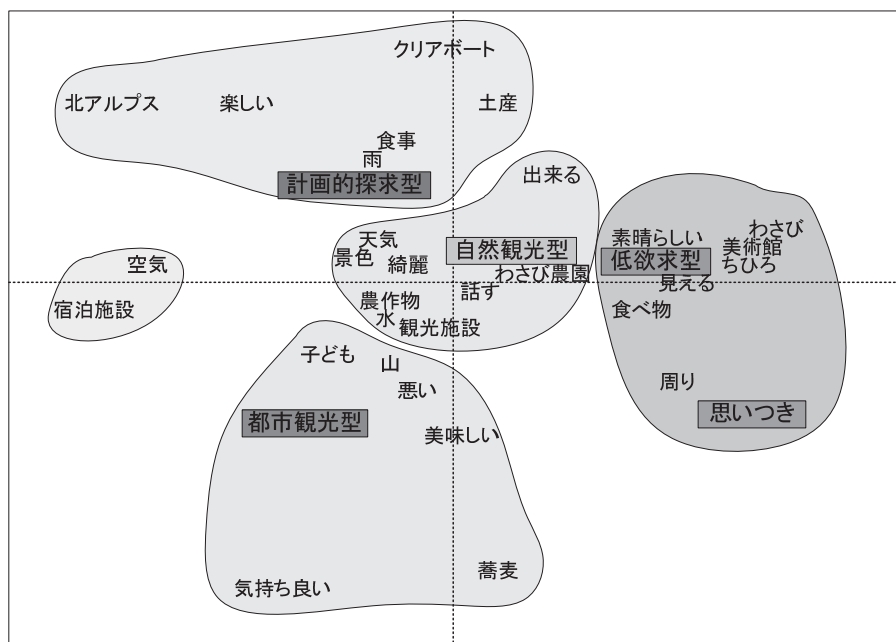 クリアボート
北アルプス
楽しい
土産
食事
雨
計画的探求型
出来る
天気
景色
綺麗
自然観光型
わさび農園
話す
農作物
水
観光施設
素晴らしい
わさび
美術館
低欲求型
ちひろ
見える
食べ物
周り
思いつき
空気
宿泊施設
子ども
山
悪い
都市観光型
美味しい
気持ち良い
蕎麦